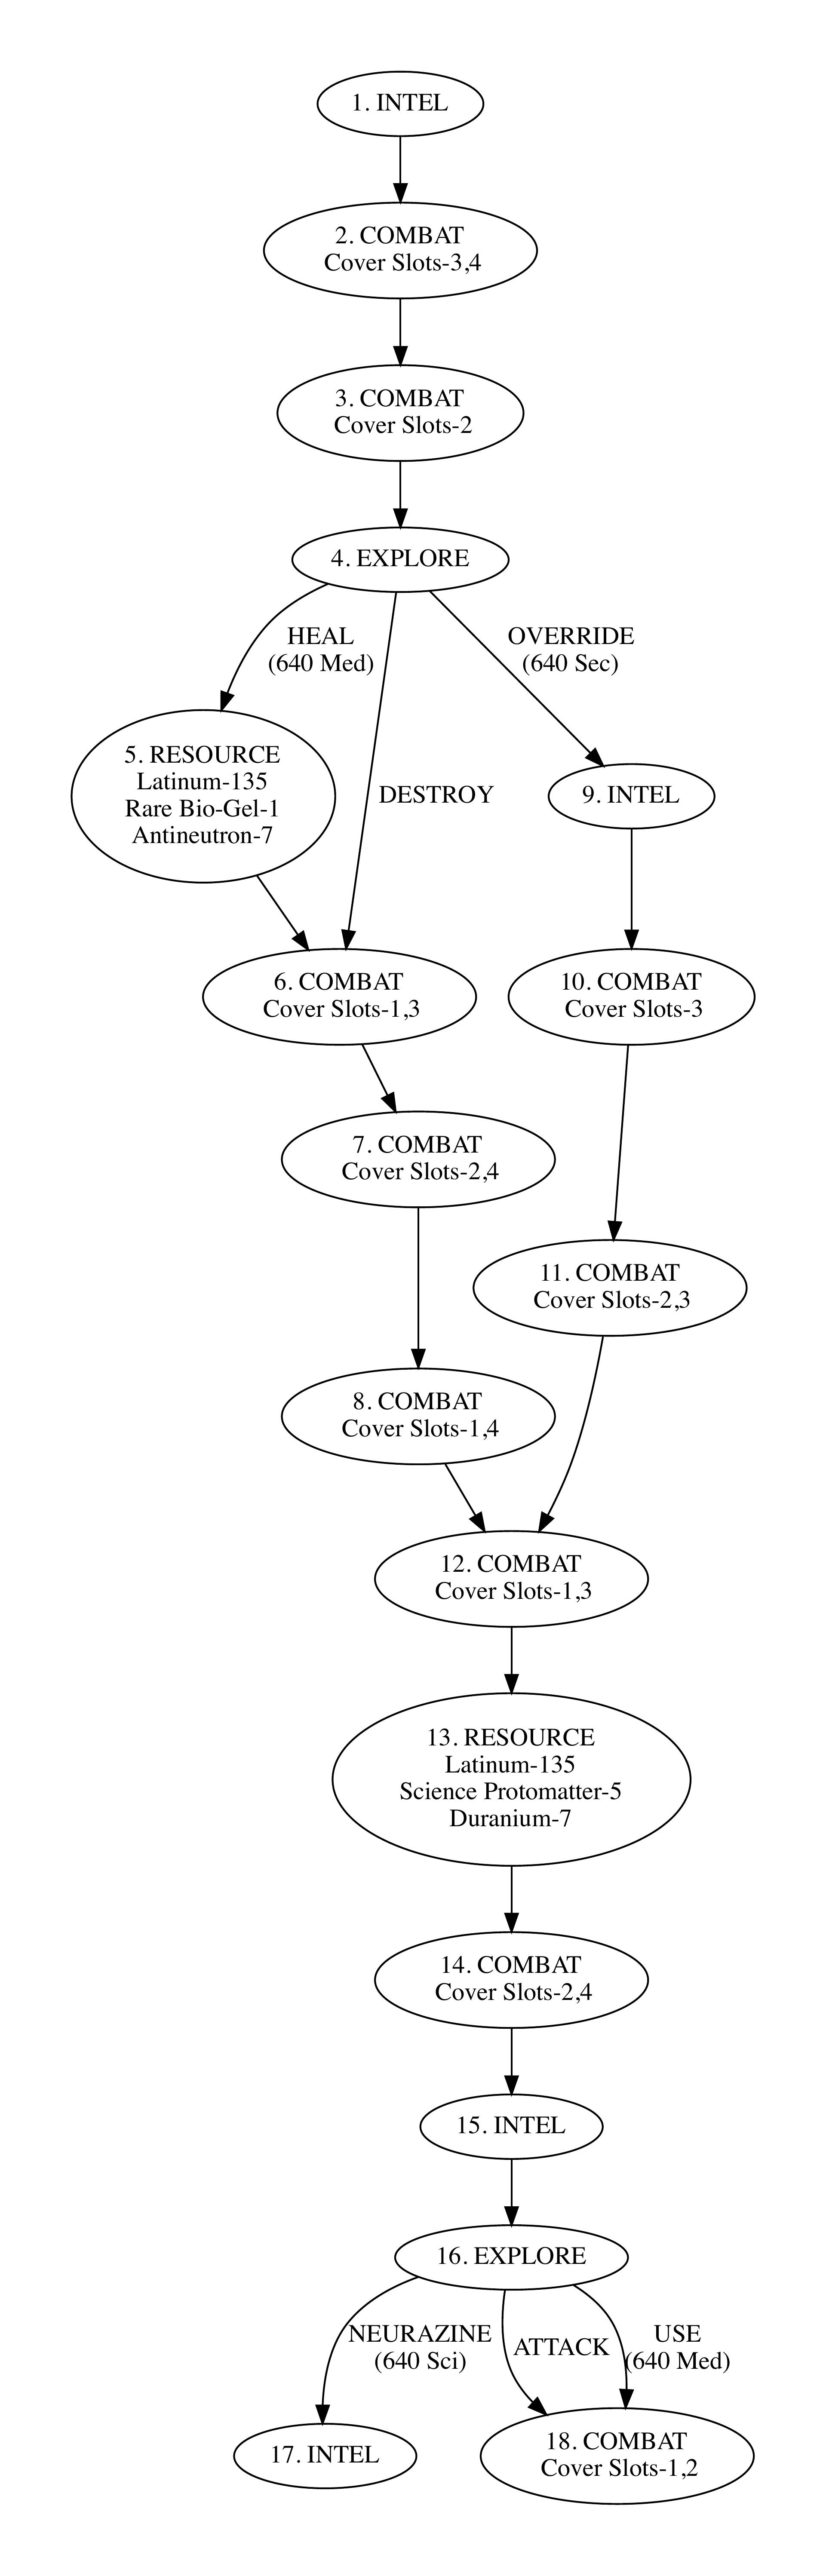 1. INTEL
2. COMBAT
Cover Slots-3,4
3. COMBAT
Cover Slots-2
4. EXPLORE
HEAL
(640 Med)
OVERRIDE
(640 Sec)
5. RESOURCE
Latinum-135
Rare Bio-Gel-1
Antineutron-7
DESTROY
9. INTEL
6. COMBAT
Cover Slots-1,3
10. COMBAT
Cover Slots-3
7. COMBAT
Cover Slots-2,4
11. COMBAT
Cover Slots-2,3
8. COMBAT
Cover Slots-1,4
12. COMBAT
Cover Slots-1,3
13. RESOURCE
Latinum-135
Science Protomatter-5
Duranium-7
14. COMBAT
Cover Slots-2,4
15. INTEL
16. EXPLORE
NEURAZINE
(640 Sci)
ATTACK
USE
(640 Med)
17. INTEL
18. COMBAT
Cover Slots-1,2